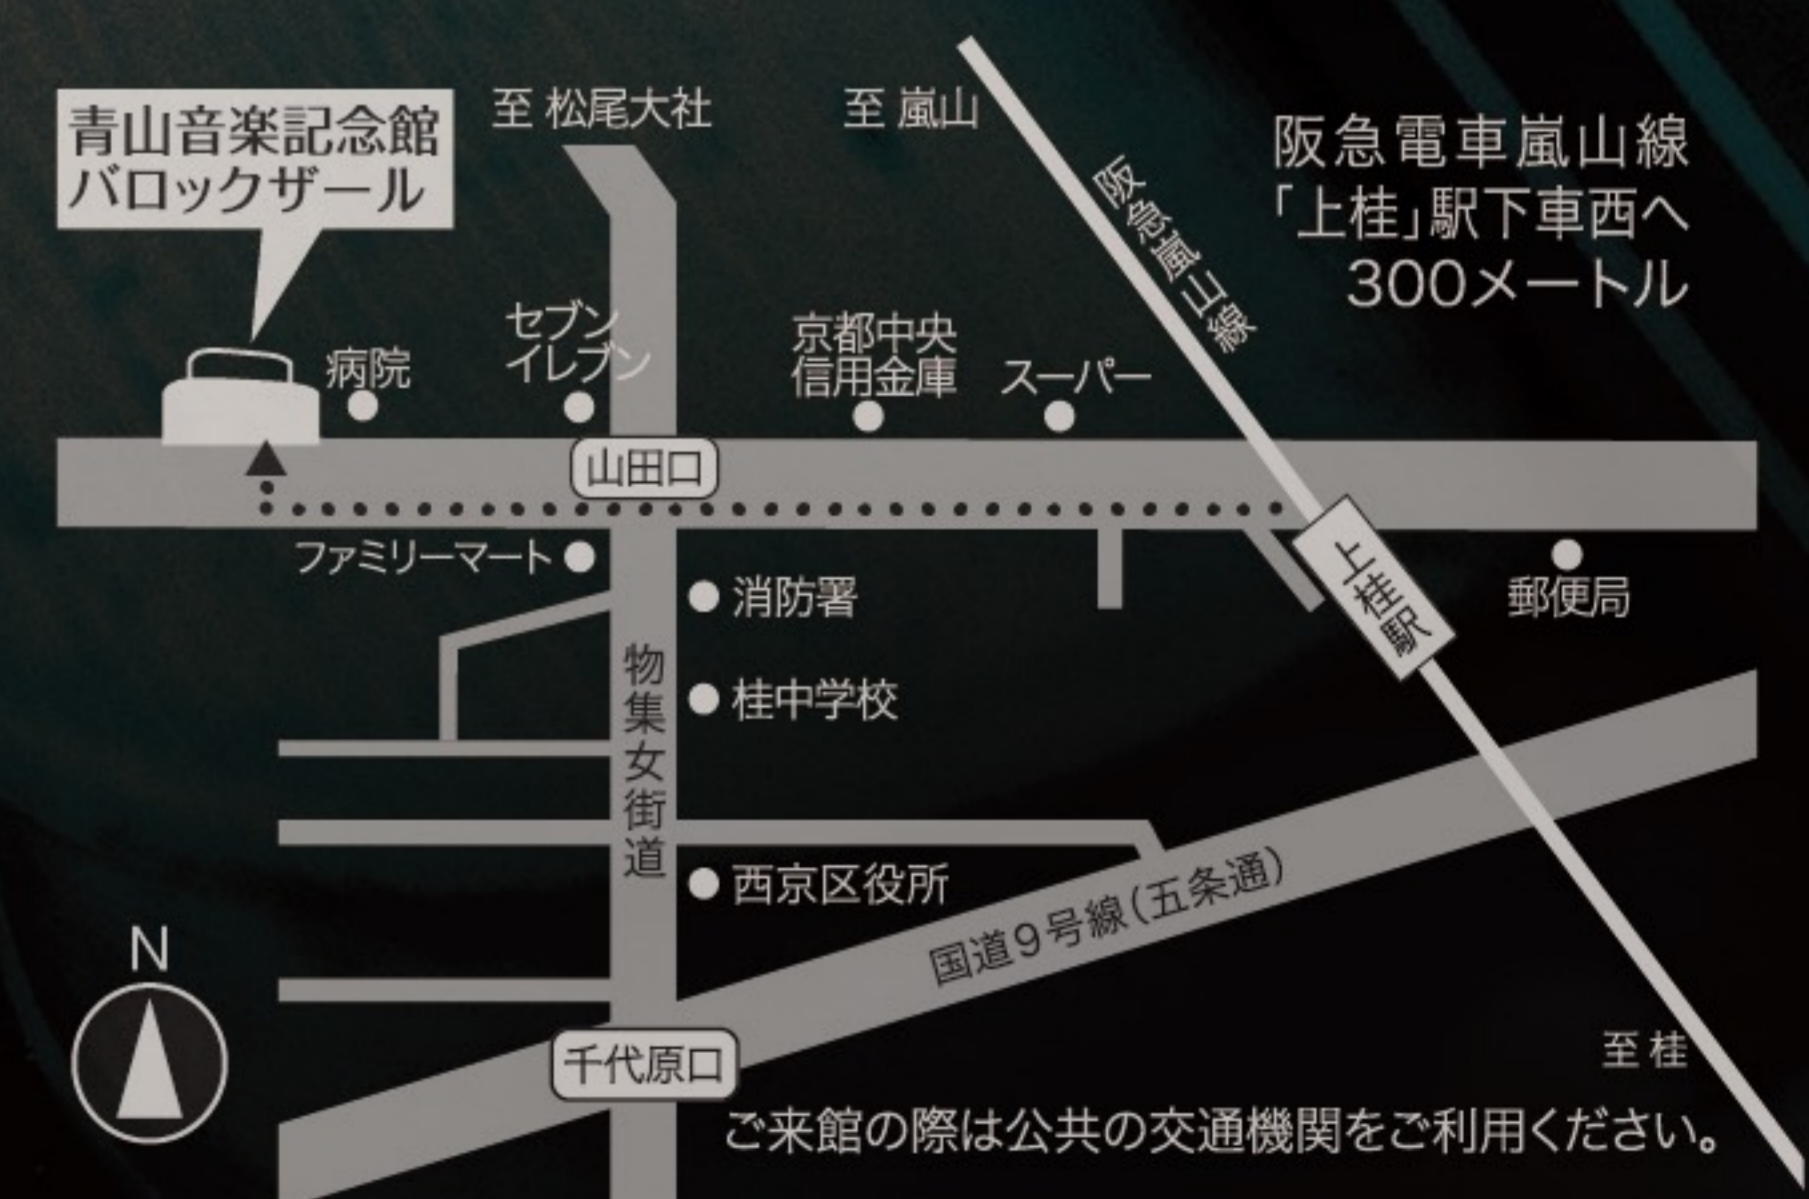 青山音楽記念館
バロックザール
至 松尾大社
至 嵐山
阪急嵐山線
阪急電車嵐山線
「上桂」駅下車西へ
300メートル
病院
セブン
イレブン
京都中央
信用金庫
スーパー
山田口
ファミリーマート
消防署
上桂駅
郵便局
物集女街道
桂中学校
西京区役所
国道9号線(五条通)
N
千代原口
至 桂
ご来館の際は公共の交通機関をご利用ください。